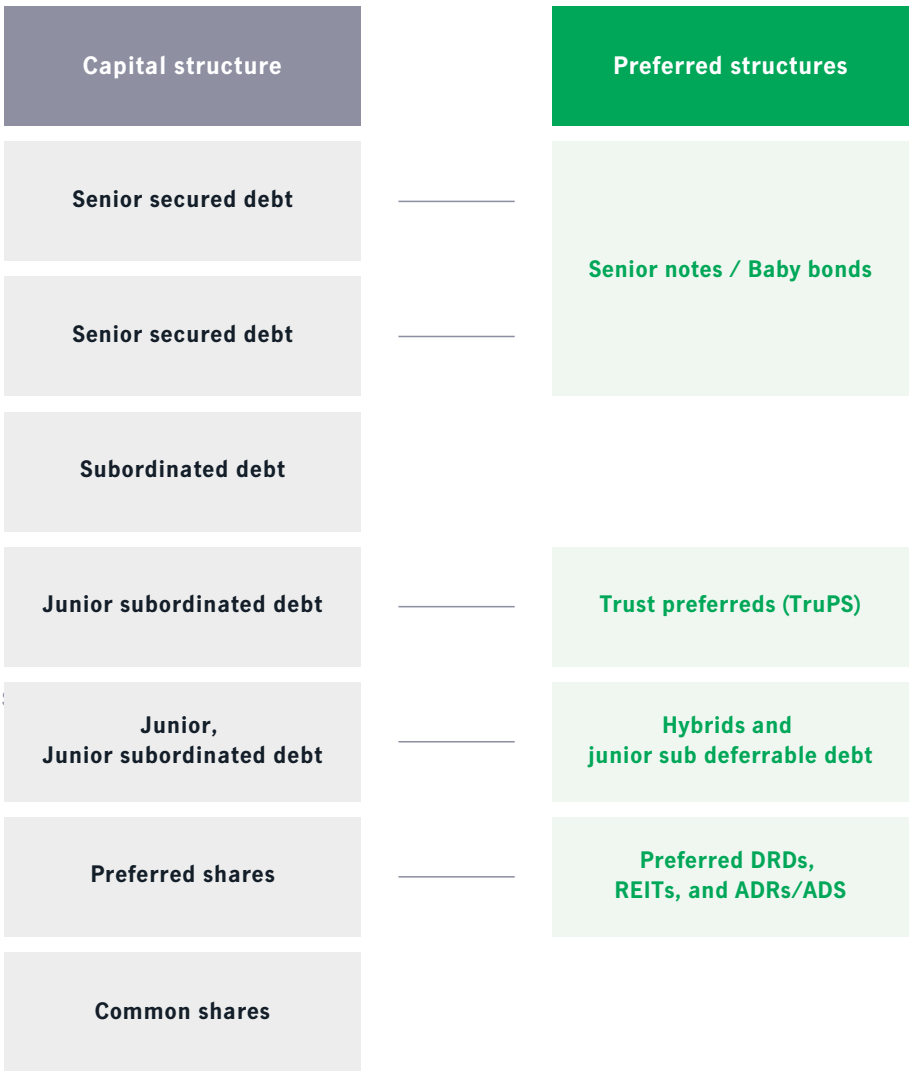 Capital structure
Preferred structures
Senior secured debt
Senior notes / Baby bonds
Senior secured debt
Subordinated debt
Junior subordinated debt
Trust preferreds (TruPS)
Junior,
Junior subordinated debt
Hybrids and
junior sub deferrable debt
Preferred shares
Preferred DRDs,
REITs, and ADRs/ADS
Common shares